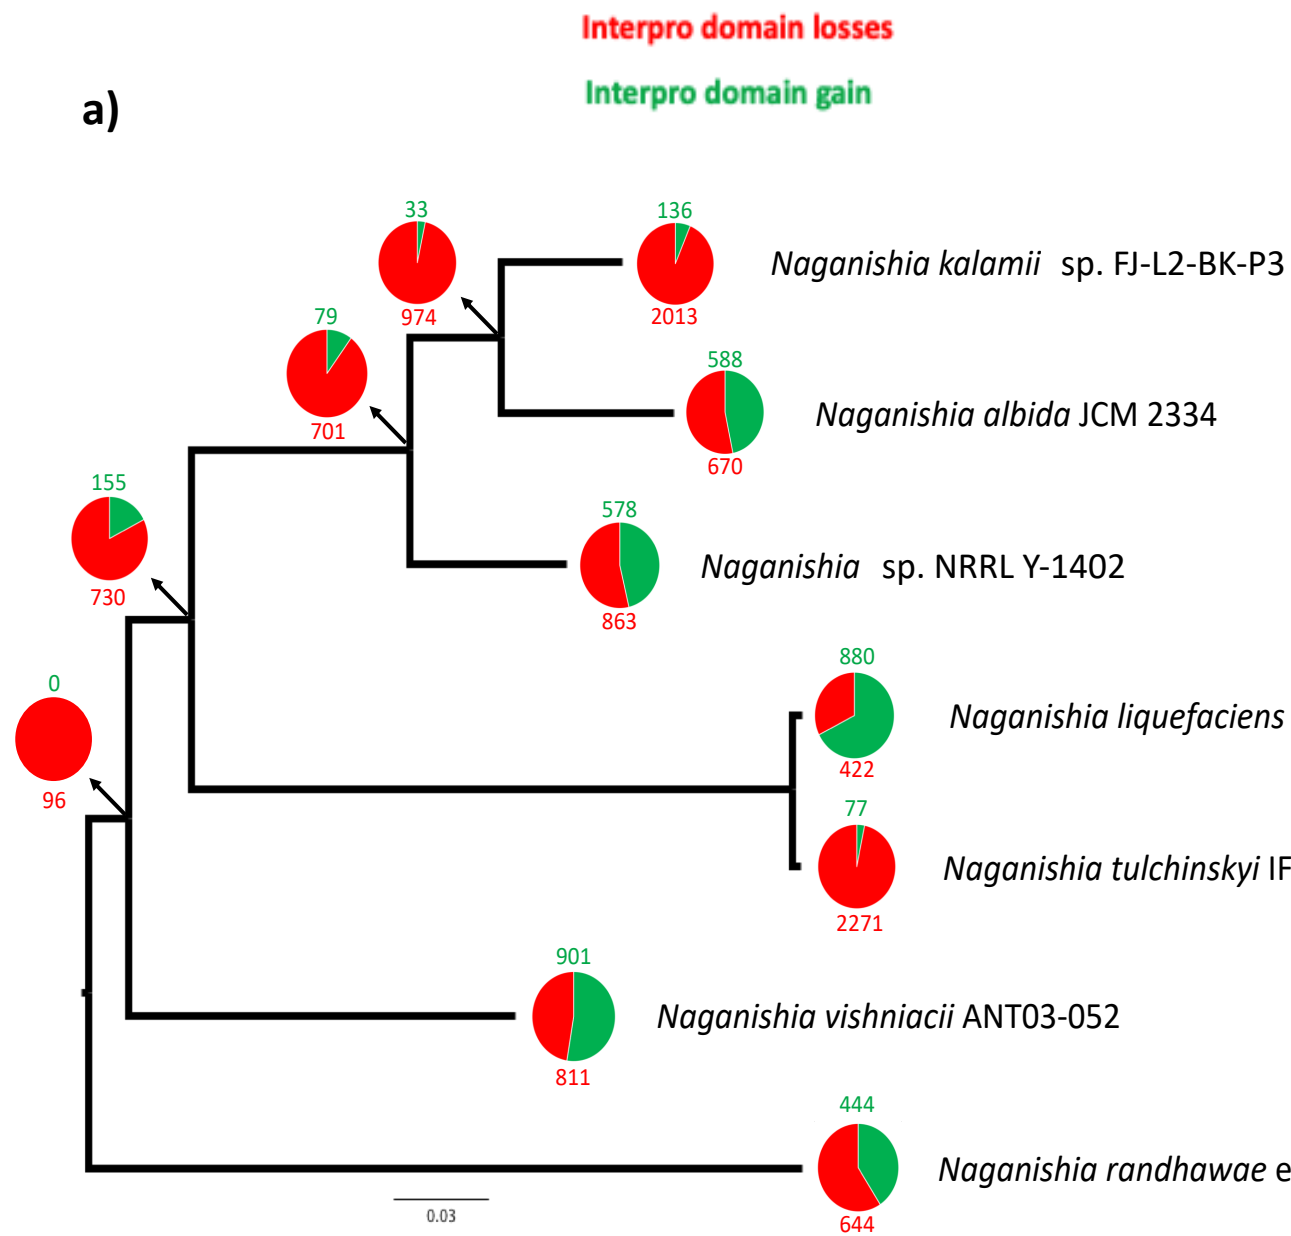 Interpro domain losses
Interpro domain gain
a)
33
974
136
2013
Naganishia kalamii sp. FJ-L2-BK-P3
79
701
588
670
Naganishia albida JCM 2334
155
730
578
863
Naganishia sp. NRRL Y-1402
0
96
880
422
Naganishia liquefaciens
77
2271
Naganishia tulchinskyi IF
901
811
Naganishia vishniacii ANT03-052
444
644
Naganishia randhawae e
0.03